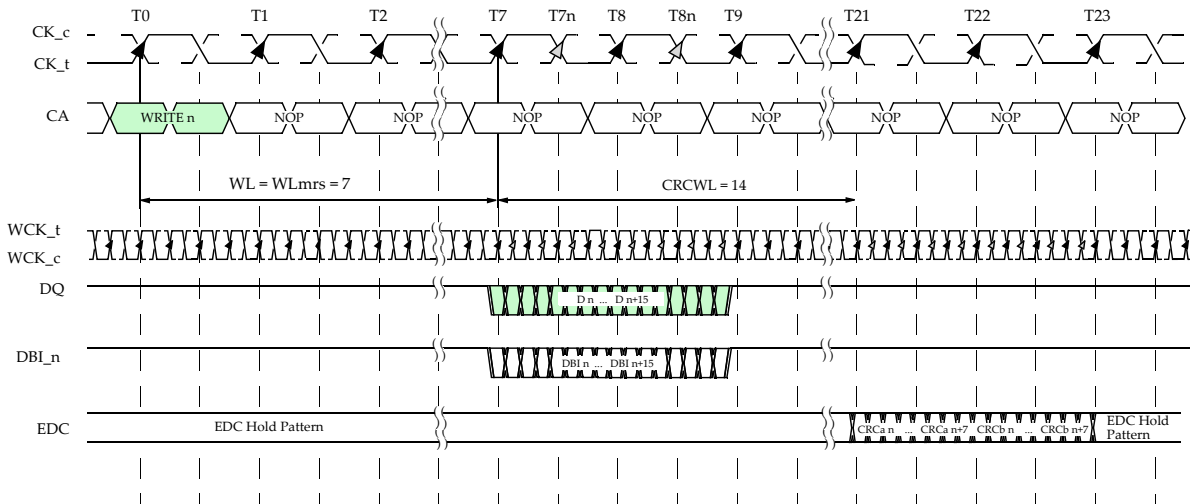 T0 T1 T2 T7 T7n T8 T8n T9 T21 T22 T23
CK_c
CK_t
CA WRITE n NOP NOP NOP NOP NOP NOP NOP NOP
WL = WLmrs = 7 CRCWL = 14
WCK_t
WCK_c
DQ D n ... D n+15
DBI_n DBI n ... DBI n+15
EDC EDC Hold Pattern CRCa n ... CRCa n+7 CRCb n ... CRCb n+7 EDC Hold
Pattern